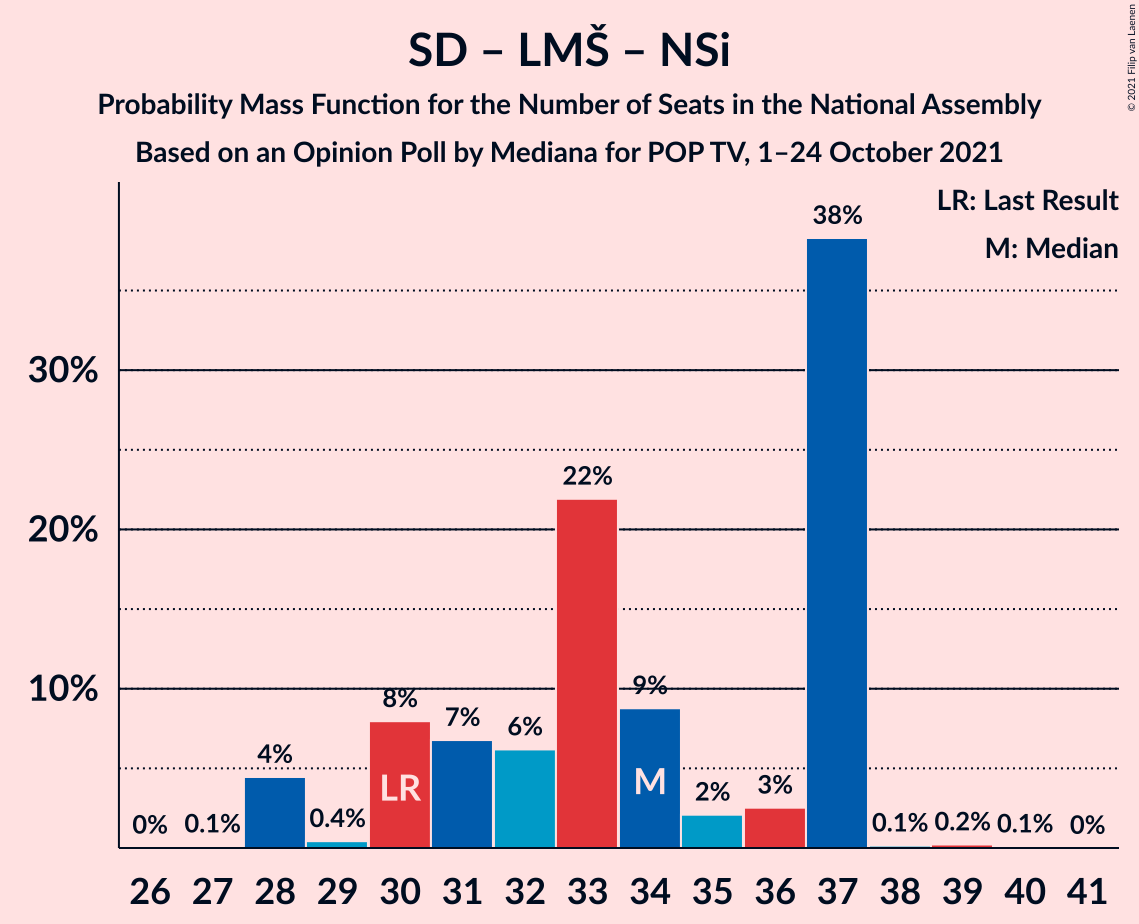 SD – LMŠ – NSi
Probability Mass Function for the Number of Seats in the National Assembly
Based on an Opinion Poll by Mediana for POP TV, 1–24 October 2021
© 2021 Filip van Laenen
LR: Last Result
M: Median
30%
20%
10%
0%
0.1%
4%
0.4%
8%
7%
6%
22%
9%
2%
3%
38%
0.1%
0.2%
0.1%
0%
LR
M
26 27 28 29 30 31 32 33 34 35 36 37 38 39 40 41